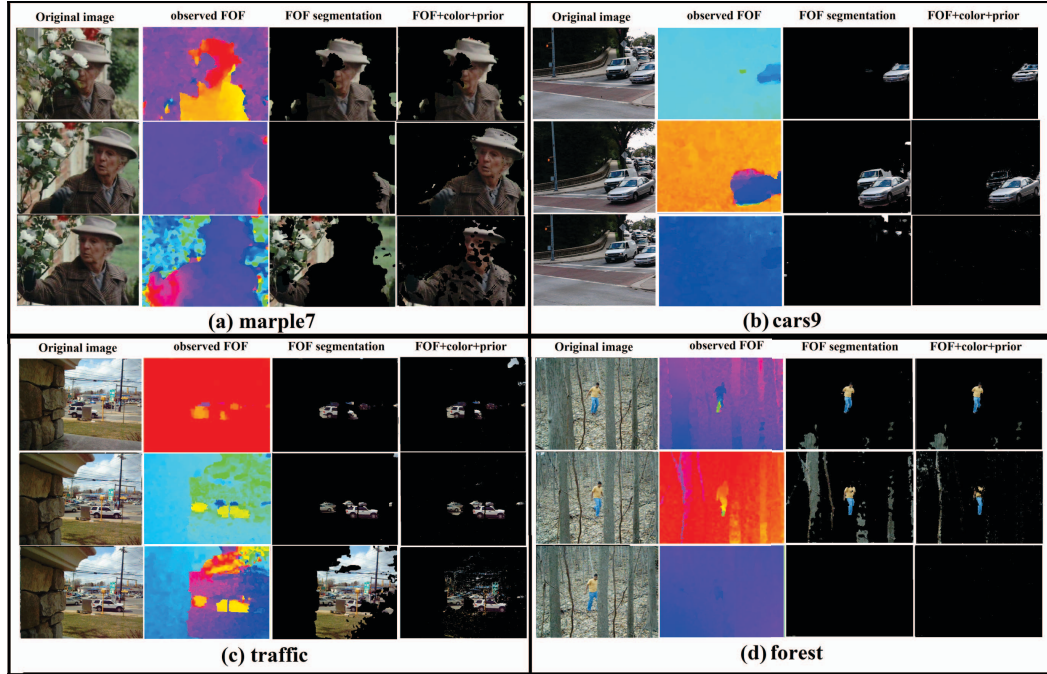 Original image observed FOF FOF segmentation FOF+color+prior
(a) marple7
Original image observed FOF FOF segmentation FOF+color+prior
(b) cars9
Original image observed FOF FOF segmentation FOF+color+prior
(c) traffic
Original image observed FOF FOF segmentation FOF+color+prior
(d) forest